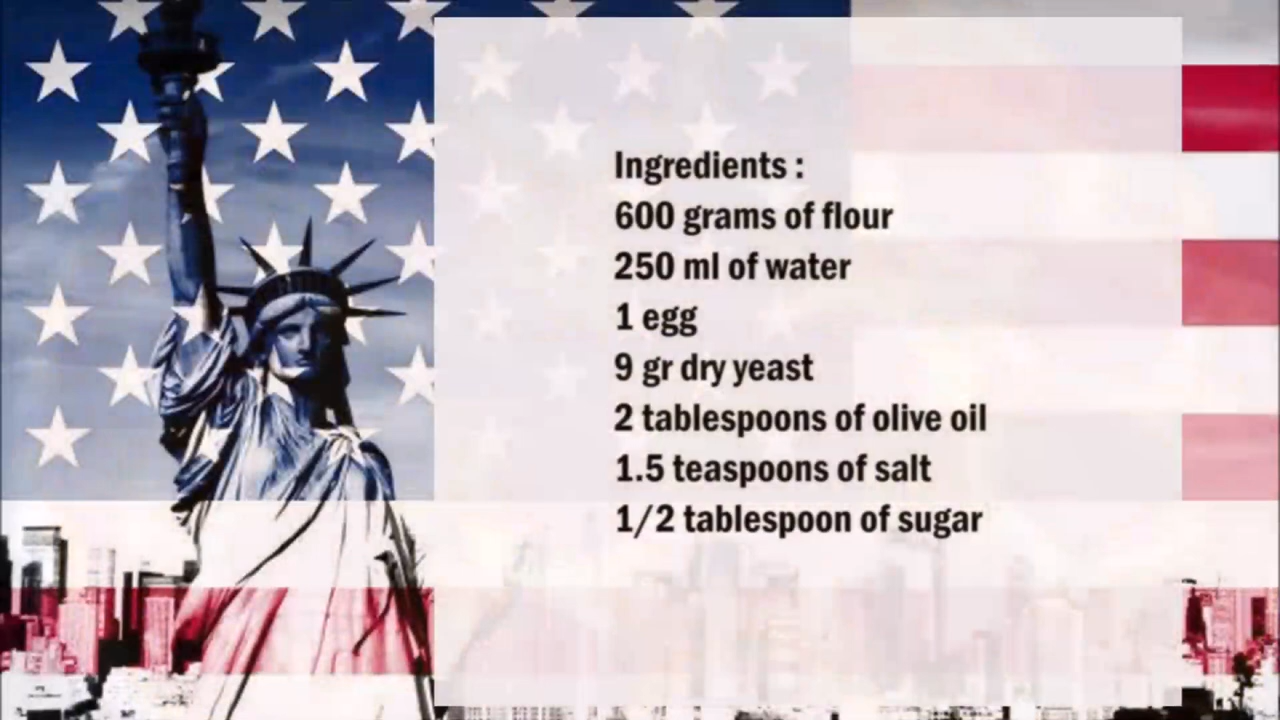 Ingredients :
600 grams of flour
250 ml of water
1 egg
9 gr dry yeast
2 tablespoons of olive oil
1.5 teaspoons of salt
1/2 tablespoon of sugar